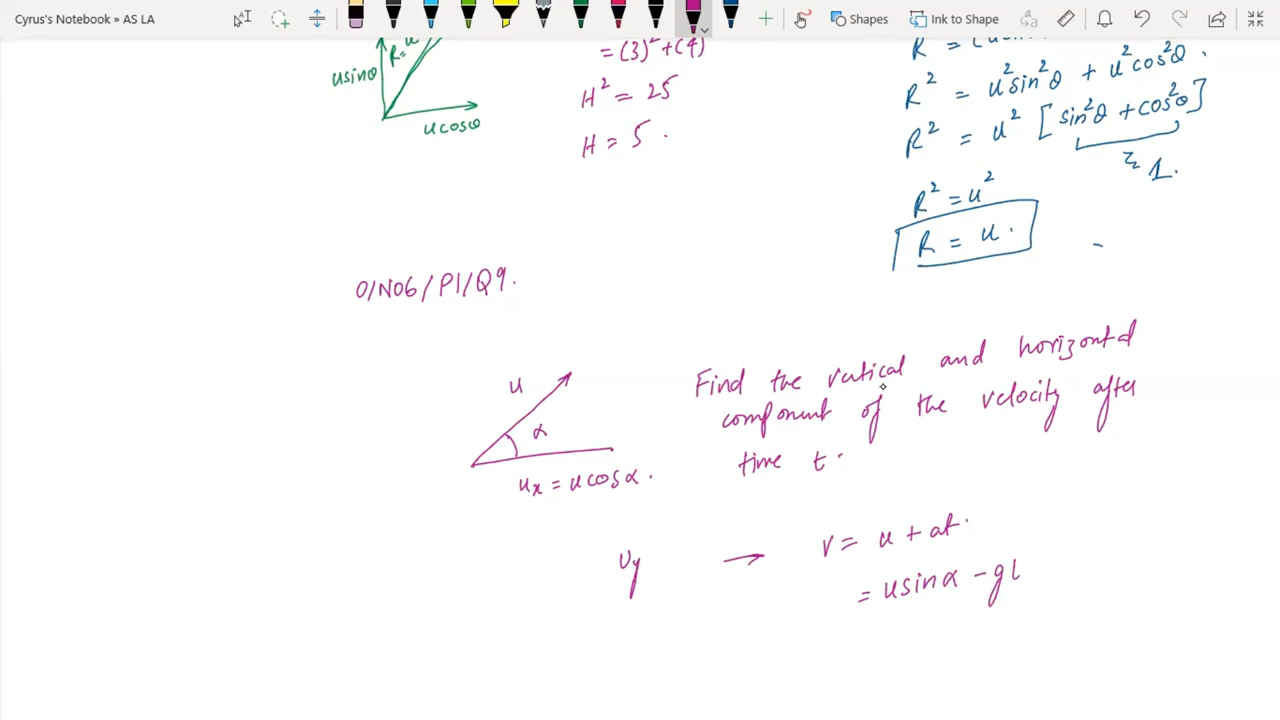 Cyrus's Notebook » AS LA
Shapes
Ink to Shape
usinθ
R=u
ucosθ
= (3)² + (4)
H² = 25
H = 5 .
R² = u²sin²θ + u²cos²θ .
R² = u² [sin²θ + cos²θ]
1.
R² = u²
R = u .
O/N06/P1/Q9.
u
α
uₓ = u cos α .
Find the vertical and horizontal
component of the velocity after
time t .
vy → v = u + at .
= usinα - gt